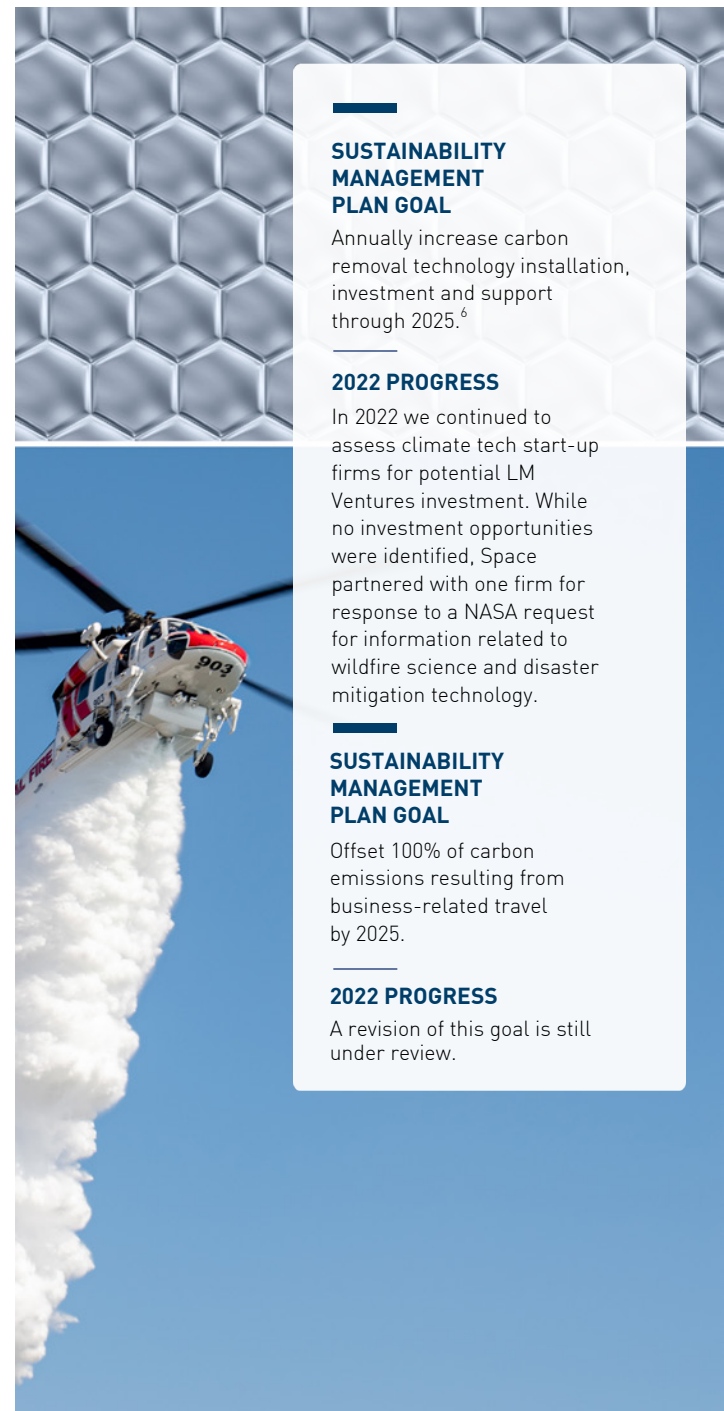 SUSTAINABILITY
MANAGEMENT
PLAN GOAL
Annually increase carbon
removal technology installation,
investment and support
through 2025.⁶
2022 PROGRESS
In 2022 we continued to
assess climate tech start-up
firms for potential LM
Ventures investment. While
no investment opportunities
were identified, Space
partnered with one firm for
response to a NASA request
for information related to
wildfire science and disaster
mitigation technology.
SUSTAINABILITY
MANAGEMENT
PLAN GOAL
Offset 100% of carbon
emissions resulting from
business-related travel
by 2025.
2022 PROGRESS
A revision of this goal is still
under review.
903
AL FIRE